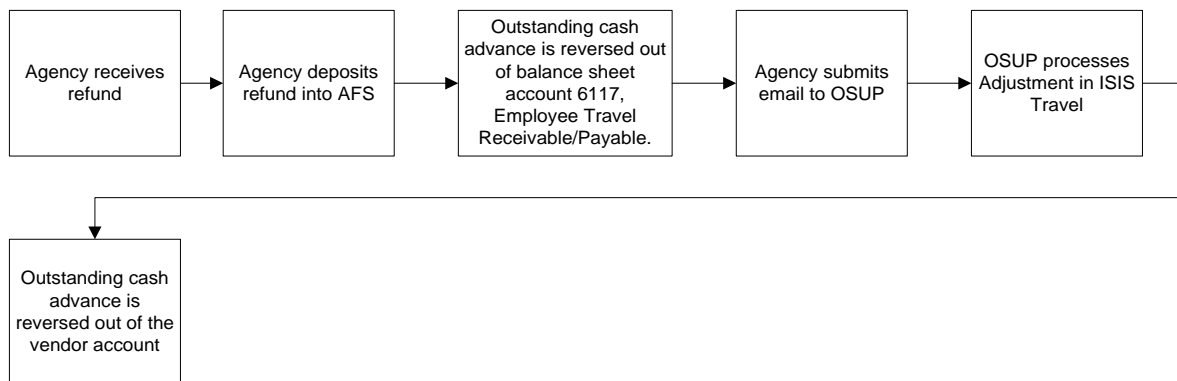 Agency receives
refund
Agency deposits
refund into AFS
Outstanding cash
advance is reversed out
of balance sheet
account 6117,
Employee Travel
Receivable/Payable.
Agency submits
email to OSUP
OSUP processes
Adjustment in ISIS
Travel
Outstanding cash
advance is
reversed out of the
vendor account